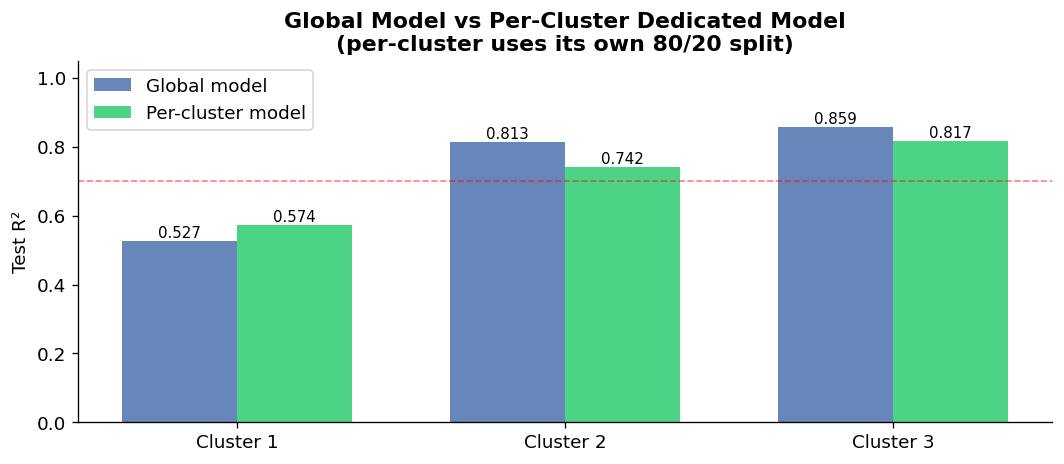 Global Model vs Per-Cluster Dedicated Model
(per-cluster uses its own 80/20 split)
Global model
Per-cluster model
Test R²
1.0
0.8
0.6
0.4
0.2
0.0
0.527
0.574
0.813
0.742
0.859
0.817
Cluster 1
Cluster 2
Cluster 3